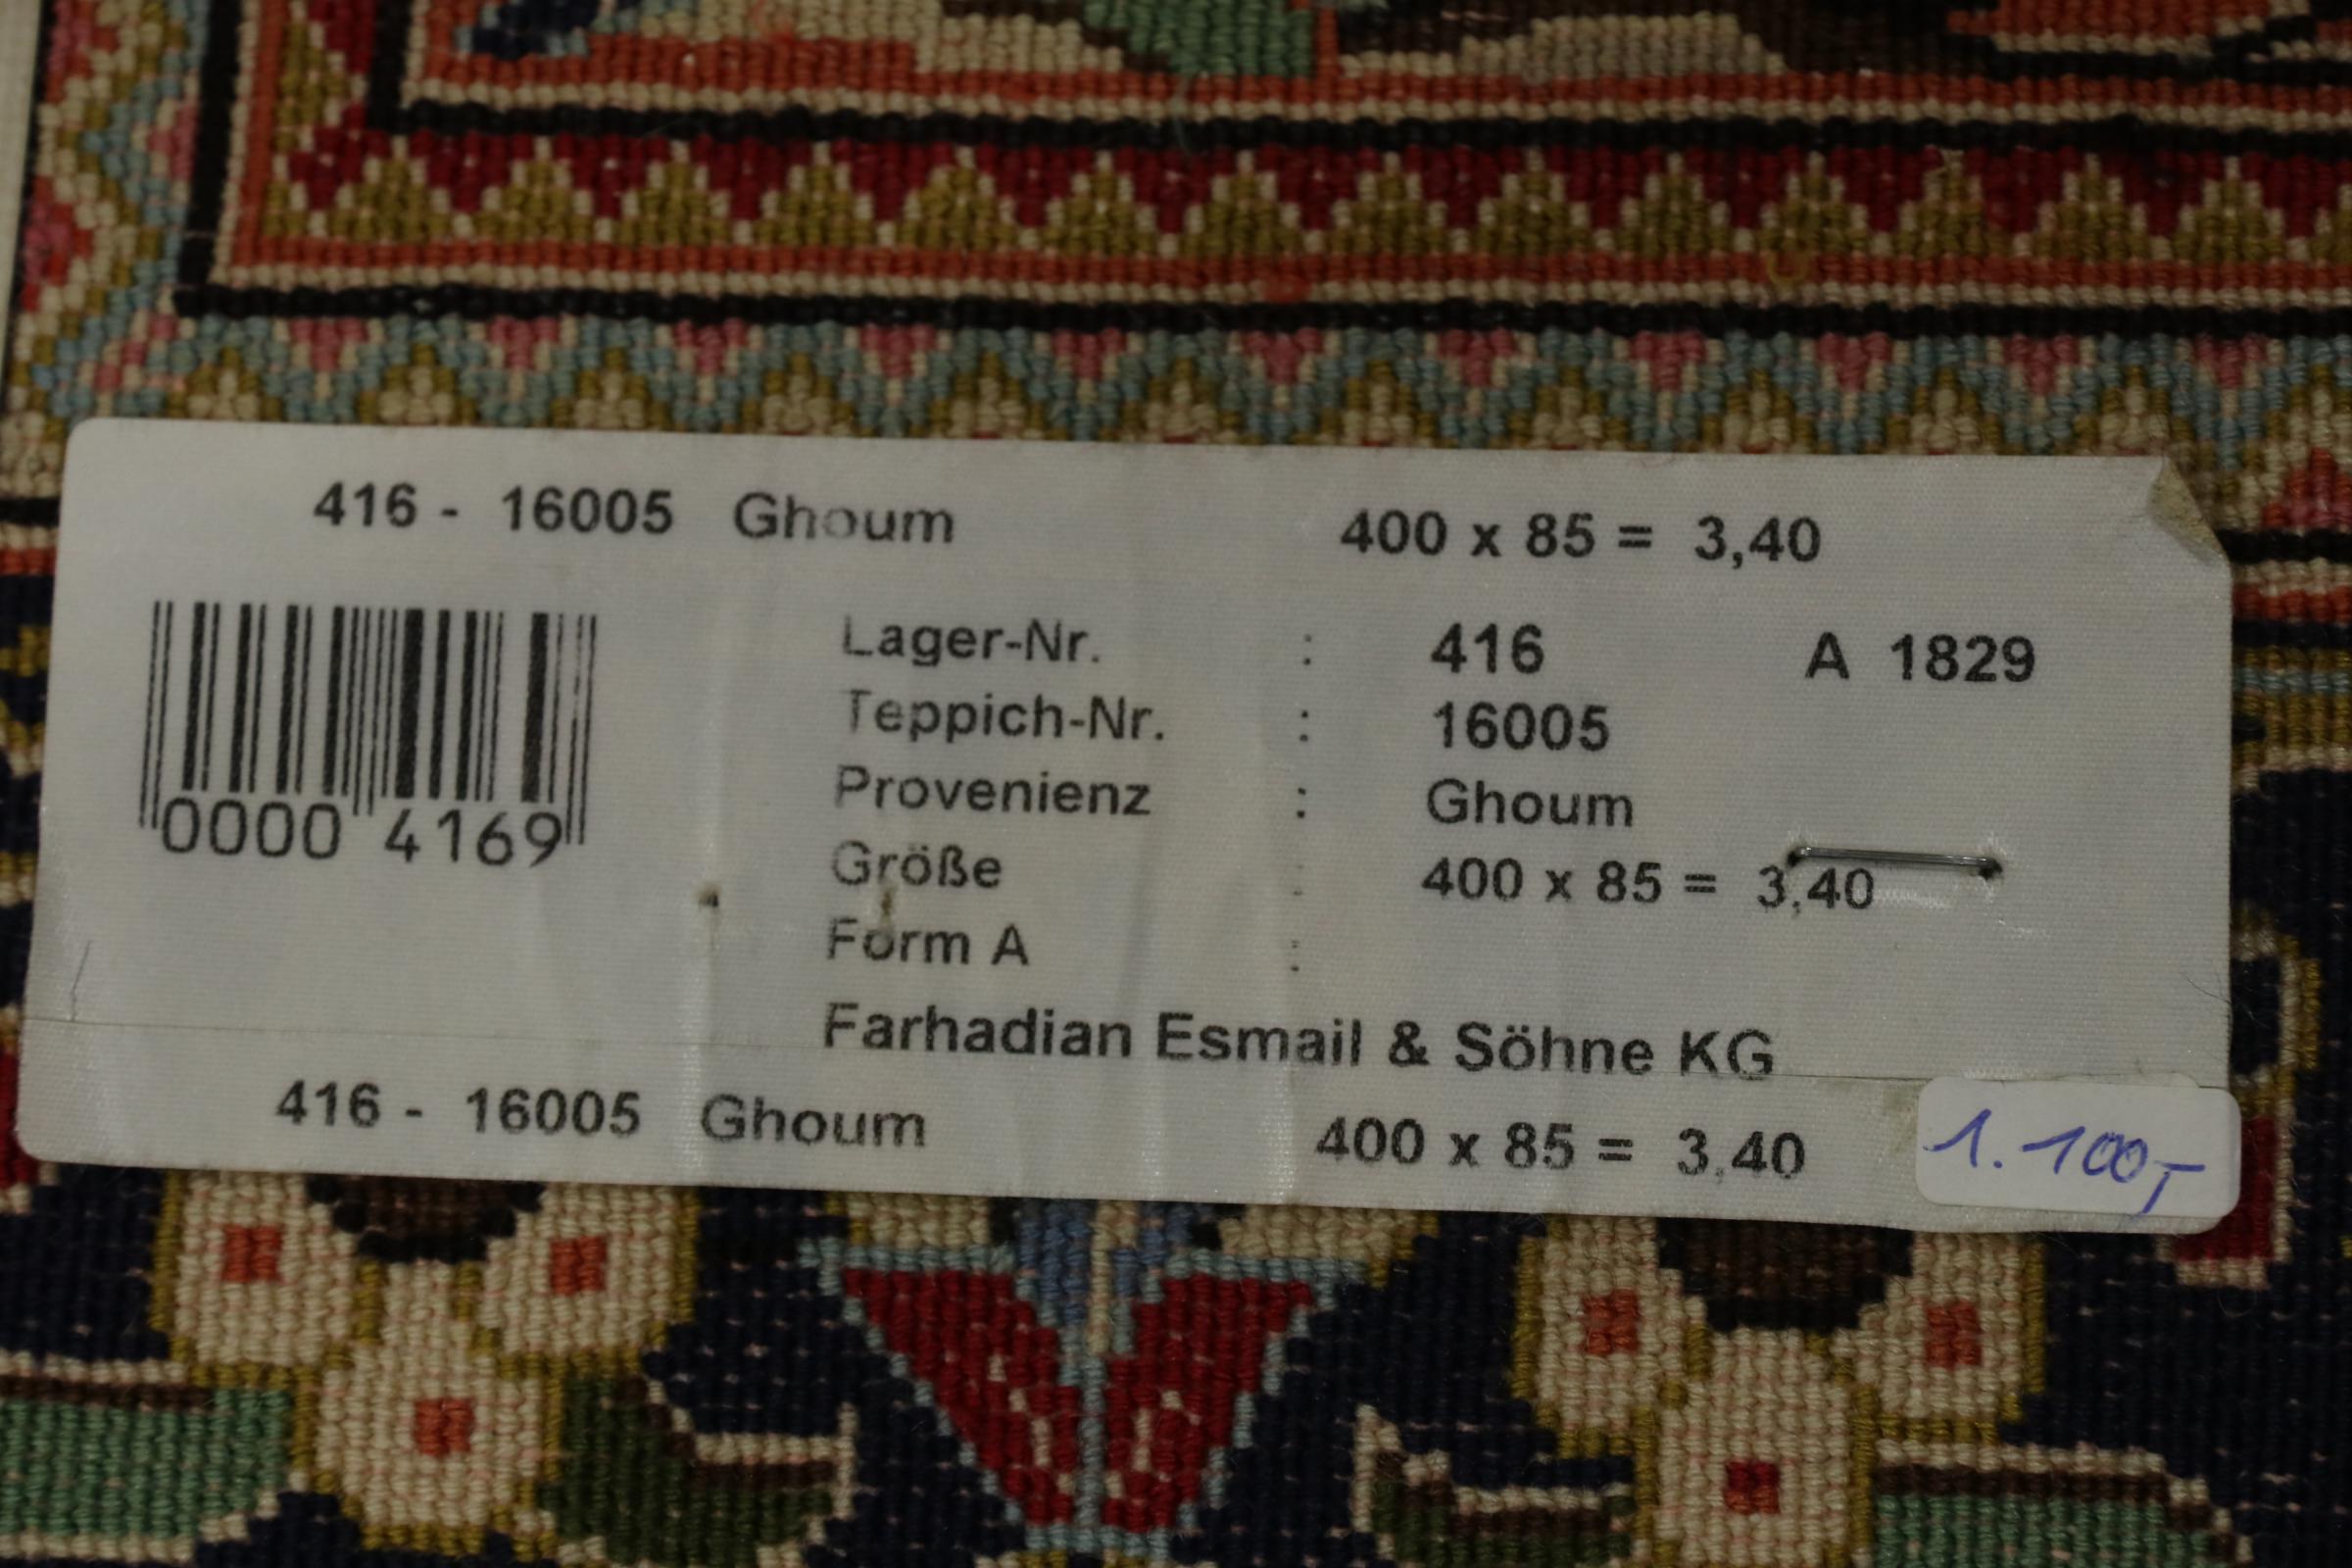 416 - 16005 Ghoum 400 x 85 = 3,40
Lager-Nr. : 416 A 1829
Teppich-Nr. : 16005
Provenienz : Ghoum
Größe : 400 x 85 = 3,40
Form A :
0000 4169
Farhadian Esmail & Söhne KG
416 - 16005 Ghoum 400 x 85 = 3,40
1.100,-